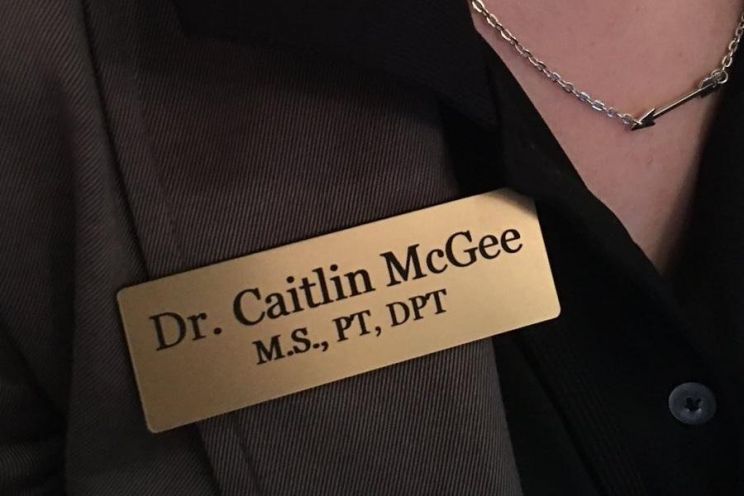 Dr. Caitlin McGee
M.S., PT, DPT